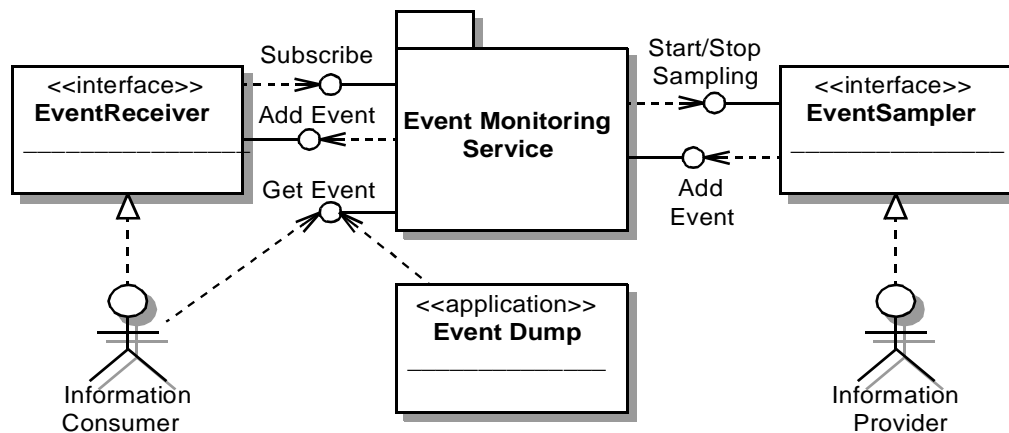 Subscribe
Start/Stop
Sampling
<<interface>>
EventReceiver
Add Event
Event Monitoring
Service
<<interface>>
EventSampler
Get Event
Add
Event
<<application>>
Event Dump
Information
Consumer
Information
Provider